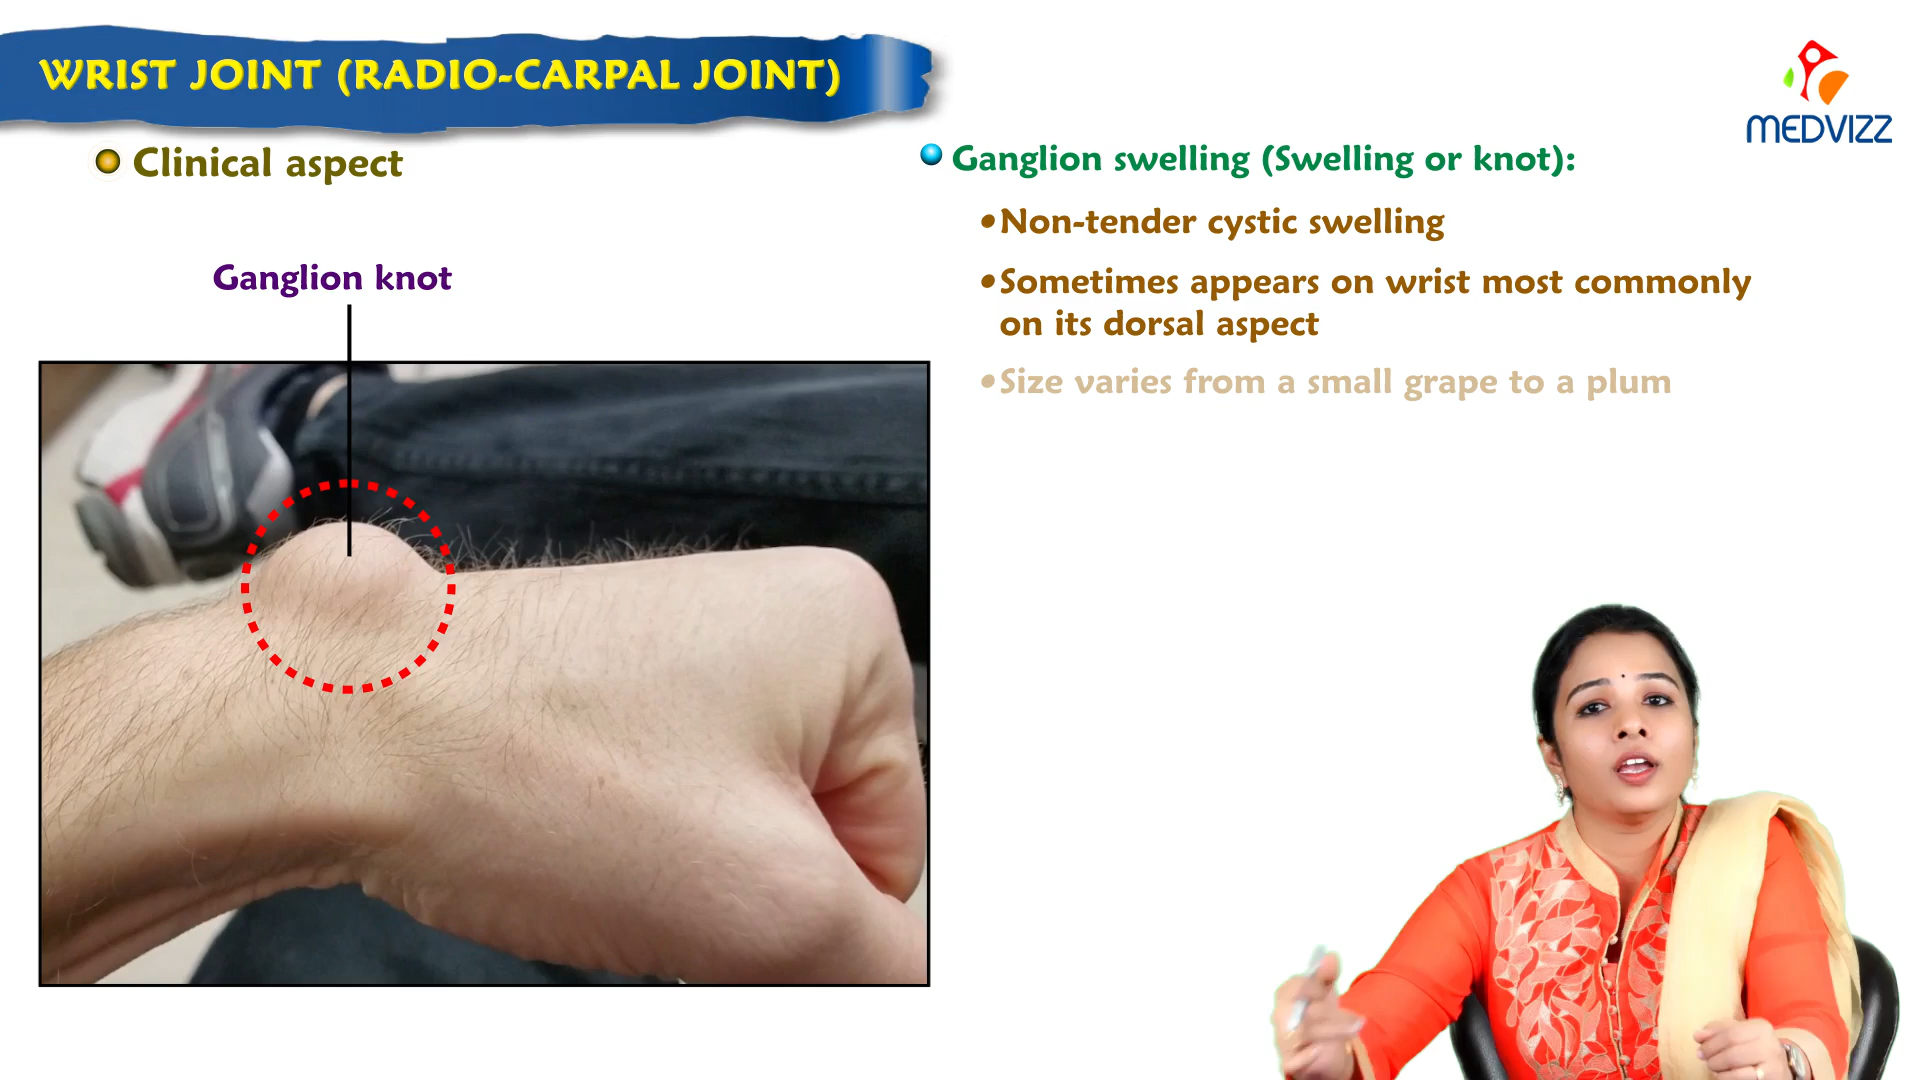 WRIST JOINT (RADIO-CARPAL JOINT)
MEDVIZZ
Clinical aspect
Ganglion knot
Ganglion swelling (Swelling or knot):
•Non-tender cystic swelling
•Sometimes appears on wrist most commonly
on its dorsal aspect
•Size varies from a small grape to a plum